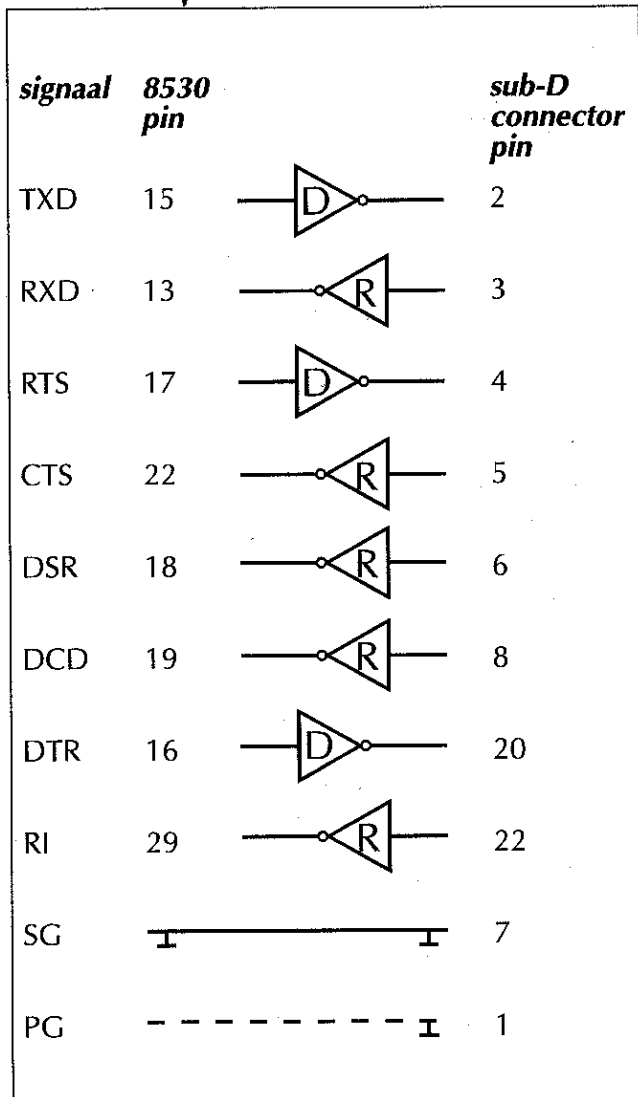 signaal 8530 pin sub-D connector pin
TXD 15 D 2
RXD 13 R 3
RTS 17 D 4
CTS 22 R 5
DSR 18 R 6
DCD 19 R 8
DTR 16 D 20
RI 29 R 22
SG 7
PG 1